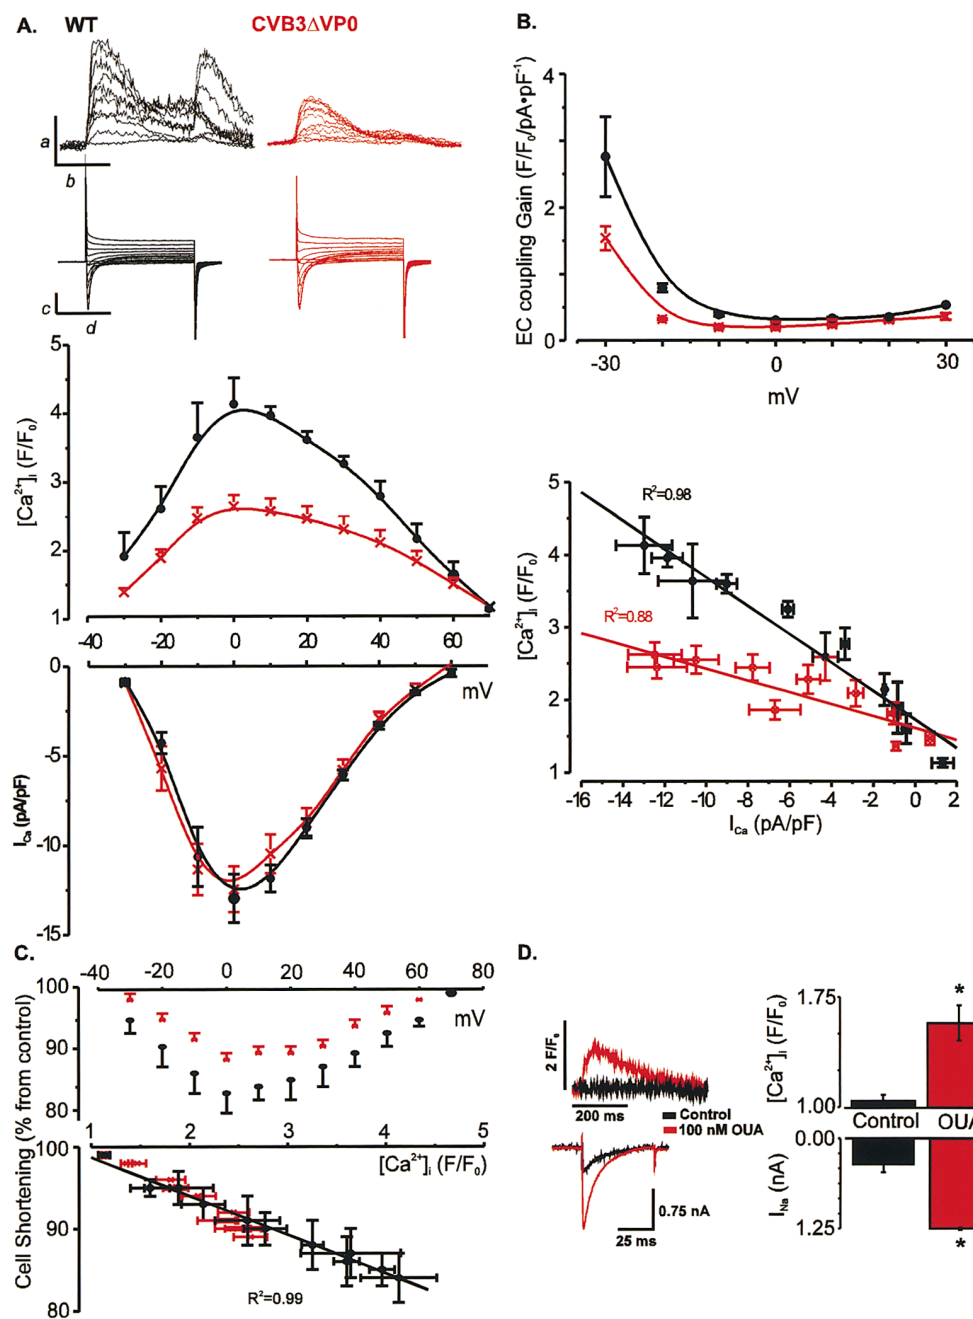 A. WT CVB3ΔVP0
a
b
c
d
5
4
3
2
1
[Ca²⁺]ᵢ (F/F₀)
-40 -20 0 20 40 60
mV
0
-5
-10
-15
I_Ca (pA/pF)
B.
4
2
0
EC coupling Gain (F/F₀/pA•pF⁻¹)
-30 0 30
mV
R²=0.98
R²=0.88
5
4
3
2
1
[Ca²⁺]ᵢ (F/F₀)
-16 -14 -12 -10 -8 -6 -4 -2 0 2
I_Ca (pA/pF)
C.
-40 -20 0 20 40 60 80
mV
100
90
80
Cell Shortening (% from control)
1 2 3 4 5
[Ca²⁺]ᵢ (F/F₀)
100
90
80
R²=0.99
D.
2 F/F₀
200 ms
Control
100 nM OUA
0.75 nA
25 ms
1.75
1.00
[Ca²⁺]ᵢ (F/F₀)
*
Control OUA
0.00
1.25
I_Na (nA)
*